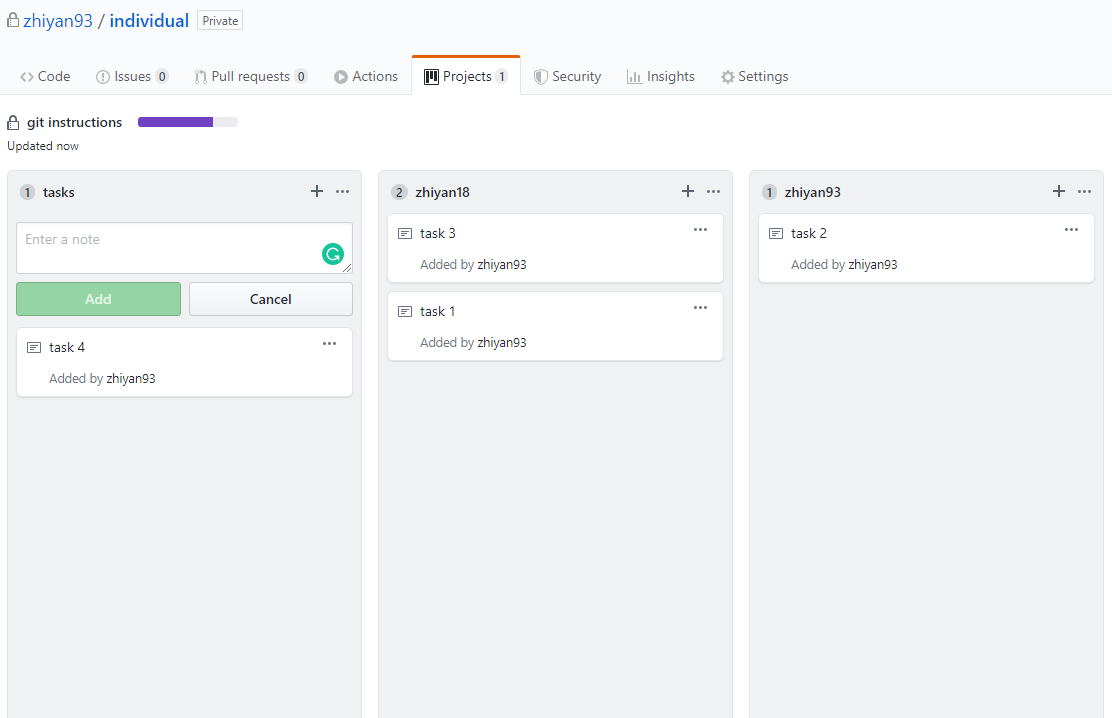 zhiyan93 / individual Private
Code Issues 0 Pull requests 0 Actions Projects 1 Security Insights Settings
git instructions
Updated now
1 tasks
Enter a note
Add Cancel
task 4
Added by zhiyan93
2 zhiyan18
task 3
Added by zhiyan93
task 1
Added by zhiyan93
1 zhiyan93
task 2
Added by zhiyan93